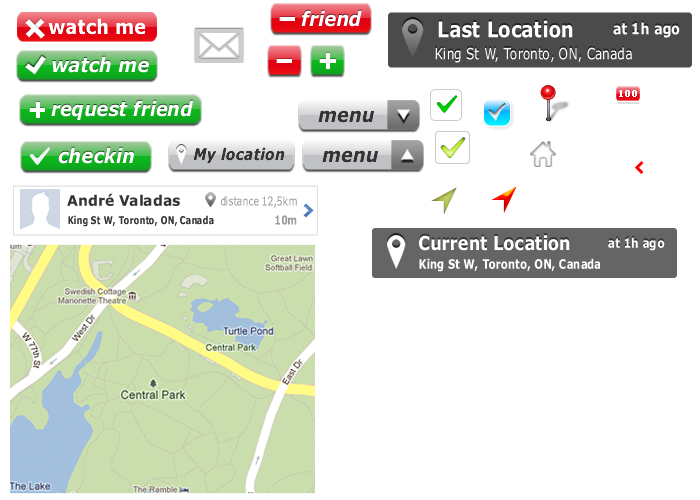 watch me
watch me
request friend
checkin
My location
friend
menu
menu
Last Location
at 1h ago
King St W, Toronto, ON, Canada
100
André Valadas
distance 12,5km
King St W, Toronto, ON, Canada
10m
Current Location
at 1h ago
King St W, Toronto, ON, Canada
Great Lawn
Softball Field
Swedish Cottage
Marionette Theatre
West Dr
W 77th St
Turtle Pond
Central Park
East Dr
Central Park
The Lake
The Ramble